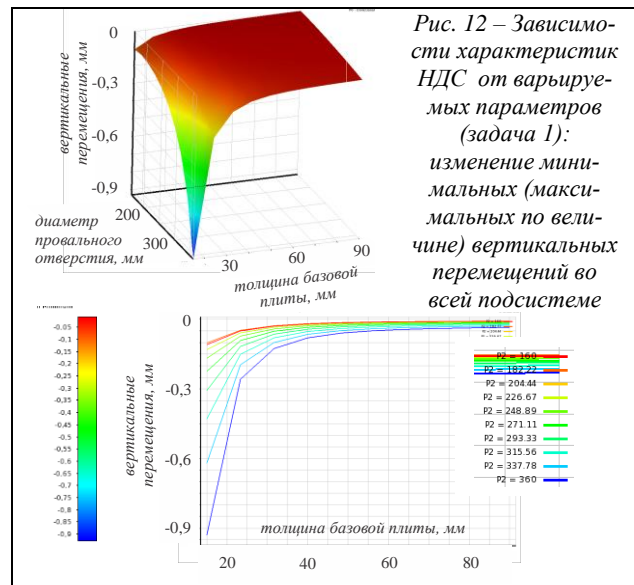 Рис. 12 – Зависимо-
сти характеристик
НДС от варьируе-
мых параметров
(задача 1):
изменение мини-
мальных (макси-
мальных по вели-
чине) вертикальных
перемещений во
всей подсистеме
вертикальные
перемещения, мм
0
-0,3
-0,6
-0,9
200
300
диаметр
провального
отверстия, мм
30
90
толщина базовой
плиты, мм
-0,05
-0,1
-0,15
-0,2
-0,25
-0,3
-0,35
-0,4
-0,45
-0,5
-0,55
-0,6
-0,65
-0,7
-0,75
-0,8
-0,85
-0,9
вертикальные
перемещения, мм
0
-0,3
-0,6
-0,9
толщина базовой плиты, мм
20
40
60
80
P2 = 160
P2 = 182.22
P2 = 204.44
P2 = 226.67
P2 = 248.89
P2 = 271.11
P2 = 293.33
P2 = 315.56
P2 = 337.78
P2 = 360